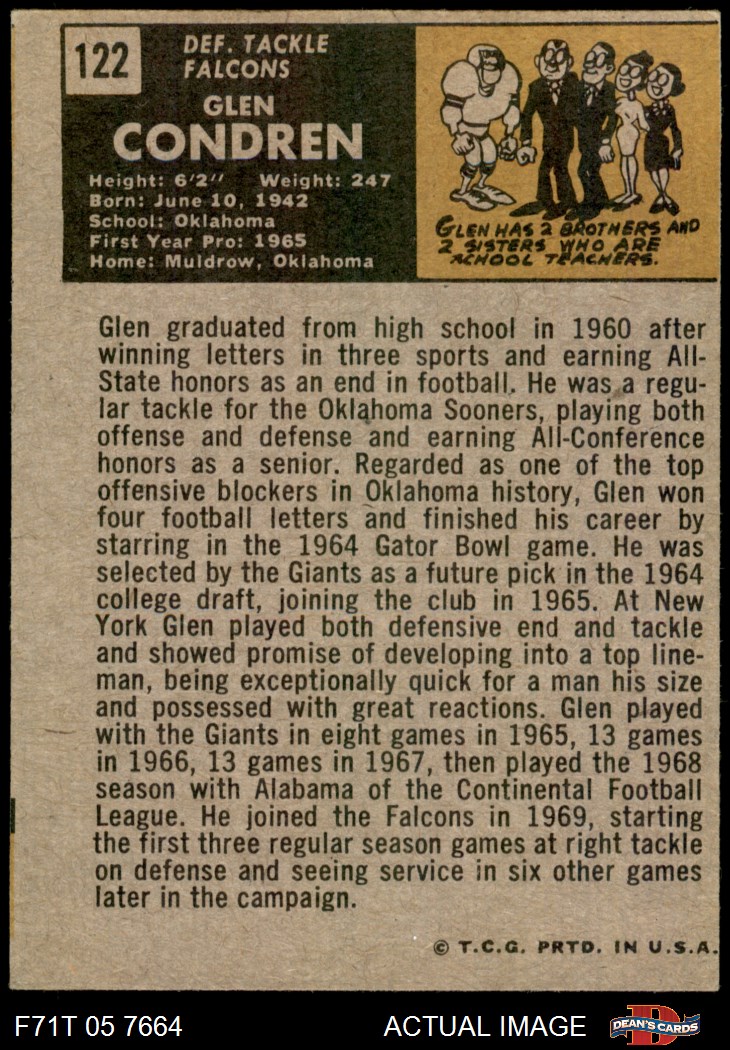 122
DEF. TACKLE
FALCONS
GLEN
CONDREN
Height: 6'2" Weight: 247
Born: June 10, 1942
School: Oklahoma
First Year Pro: 1965
Home: Muldrow, Oklahoma
GLEN HAS 2 BROTHERS AND
2 SISTERS WHO ARE
SCHOOL TEACHERS.
Glen graduated from high school in 1960 after
winning letters in three sports and earning All-
State honors as an end in football. He was a regu-
lar tackle for the Oklahoma Sooners, playing both
offense and defense and earning All-Conference
honors as a senior. Regarded as one of the top
offensive blockers in Oklahoma history, Glen won
four football letters and finished his career by
starring in the 1964 Gator Bowl game. He was
selected by the Giants as a future pick in the 1964
college draft, joining the club in 1965. At New
York Glen played both defensive end and tackle
and showed promise of developing into a top line-
man, being exceptionally quick for a man his size
and possessed with great reactions. Glen played
with the Giants in eight games in 1965, 13 games
in 1966, 13 games in 1967, then played the 1968
season with Alabama of the Continental Football
League. He joined the Falcons in 1969, starting
the first three regular season games at right tackle
on defense and seeing service in six other games
later in the campaign.
© T.C.G. PRTD. IN U.S.A.
F71T 05 7664 ACTUAL IMAGE
D
DEAN'S CARDS